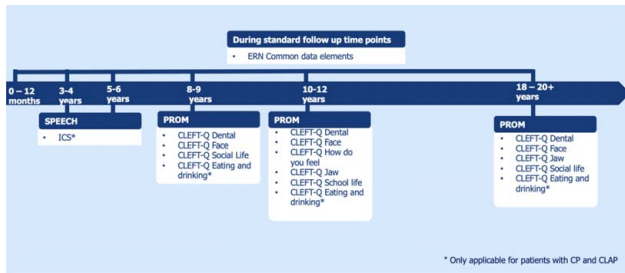 During standard follow up time points
• ERN Common data elements
0 – 12
months
3-4
years
5-6
years
8-9
years
10-12
years
18 – 20+
years
SPEECH
• ICS*
PROM
• CLEFT-Q Dental
• CLEFT-Q Face
• CLEFT-Q Social Life
• CLEFT-Q Eating and
drinking*
PROM
• CLEFT-Q Dental
• CLEFT-Q Face
• CLEFT-Q How do
you feel
• CLEFT-Q Jaw
• CLEFT-Q School life
• CLEFT-Q Eating and
drinking*
PROM
• CLEFT-Q Dental
• CLEFT-Q Face
• CLEFT-Q Jaw
• CLEFT-Q Social life
• CLEFT-Q Eating and
drinking*
* Only applicable for patients with CP and CLAP